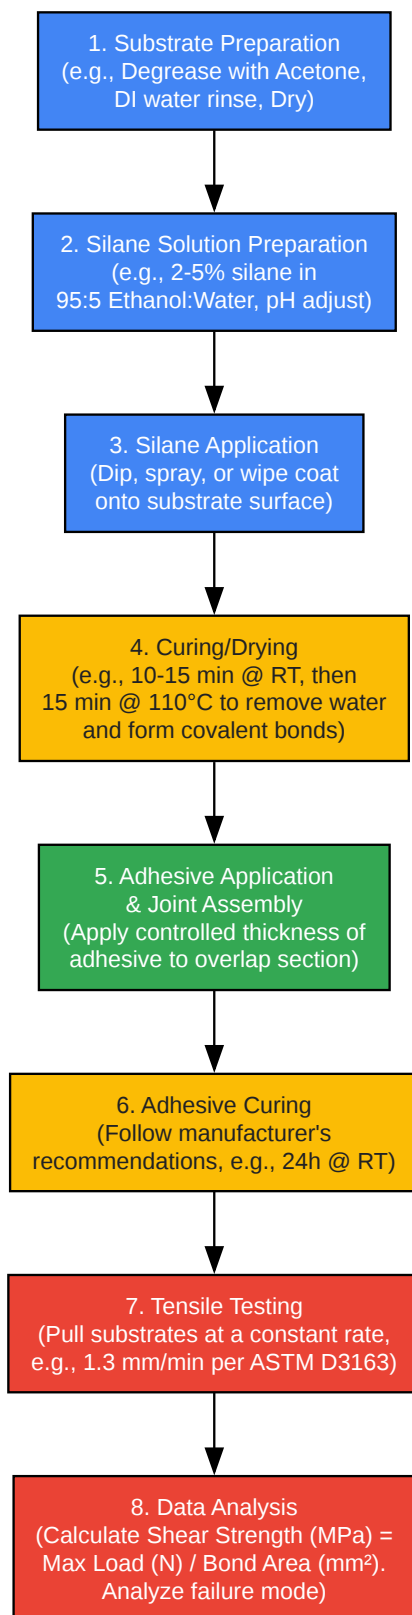 1. Substrate Preparation
(e.g., Degrease with Acetone,
DI water rinse, Dry)
2. Silane Solution Preparation
(e.g., 2-5% silane in
95:5 Ethanol:Water, pH adjust)
3. Silane Application
(Dip, spray, or wipe coat
onto substrate surface)
4. Curing/Drying
(e.g., 10-15 min @ RT, then
15 min @ 110°C to remove water
and form covalent bonds)
5. Adhesive Application
& Joint Assembly
(Apply controlled thickness of
adhesive to overlap section)
6. Adhesive Curing
(Follow manufacturer's
recommendations, e.g., 24h @ RT)
7. Tensile Testing
(Pull substrates at a constant rate,
e.g., 1.3 mm/min per ASTM D3163)
8. Data Analysis
(Calculate Shear Strength (MPa) =
Max Load (N) / Bond Area (mm²).
Analyze failure mode)